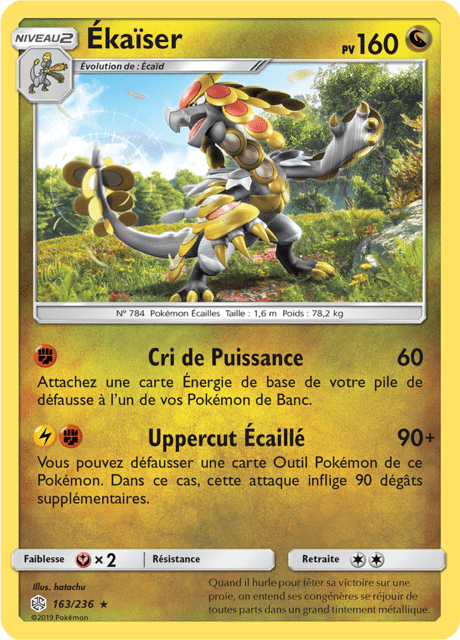 NIVEAU2
Ékaïser
PV160
Évolution de : Écaïd
N° 784 Pokémon Écailles Taille : 1,6 m Poids : 78,2 kg
Cri de Puissance 60
Attachez une carte Énergie de base de votre pile de
défausse à l'un de vos Pokémon de Banc.
Uppercut Écaillé 90+
Vous pouvez défausser une carte Outil Pokémon de ce
Pokémon. Dans ce cas, cette attaque inflige 90 dégâts
supplémentaires.
Faiblesse ×2 Résistance Retraite
Illus. hatachu
163/236 ★
©2019 Pokémon
Quand il hurle pour fêter sa victoire sur une
proie, on entend ses congénères se réjouir de
toutes parts dans un grand tintement métallique.